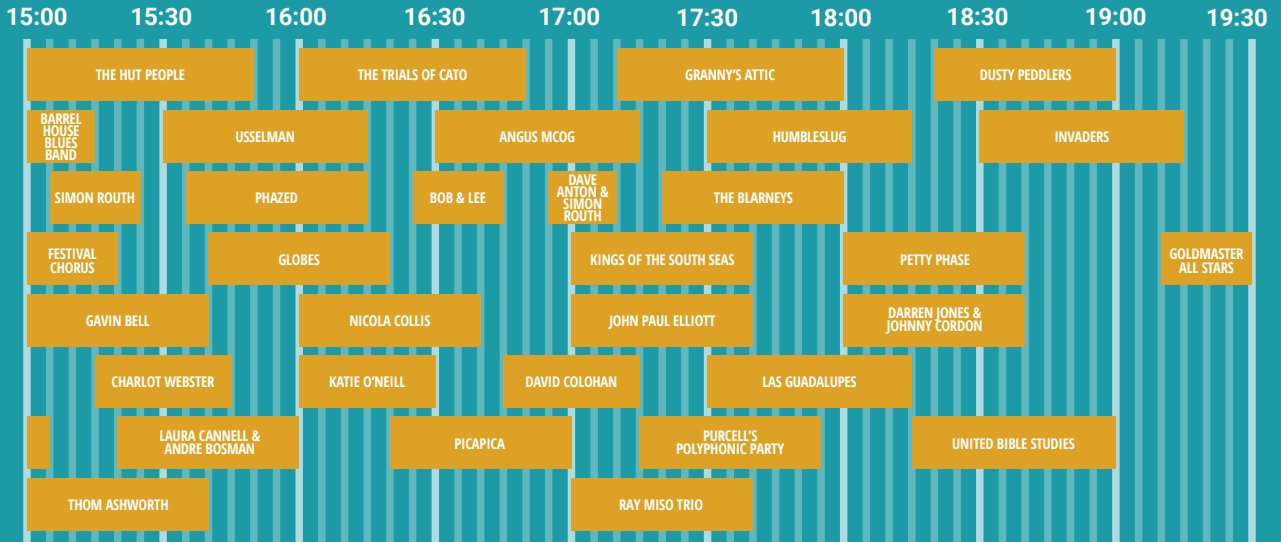 15:00 15:30 16:00 16:30 17:00 17:30 18:00 18:30 19:00 19:30
THE HUT PEOPLE
THE TRIALS OF CATO
GRANNY'S ATTIC
DUSTY PEDDLERS
BARREL
HOUSE
BLUES
BAND
USSELMAN
ANGUS MCOG
HUMBLESLUG
INVADERS
SIMON ROUTH
PHAZED
BOB & LEE
DAVE
ANTON &
SIMON
ROUTH
THE BLARNEYS
FESTIVAL
CHORUS
GLOBES
KINGS OF THE SOUTH SEAS
PETTY PHASE
GOLDMASTER
ALL STARS
GAVIN BELL
NICOLA COLLIS
JOHN PAUL ELLIOTT
DARREN JONES &
JOHNNY CORDON
CHARLOT WEBSTER
KATIE O'NEILL
DAVID COLOHAN
LAS GUADALUPES
LAURA CANNELL &
ANDRE BOSMAN
PICAPICA
PURCELL'S
POLYPHONIC PARTY
UNITED BIBLE STUDIES
THOM ASHWORTH
RAY MISO TRIO